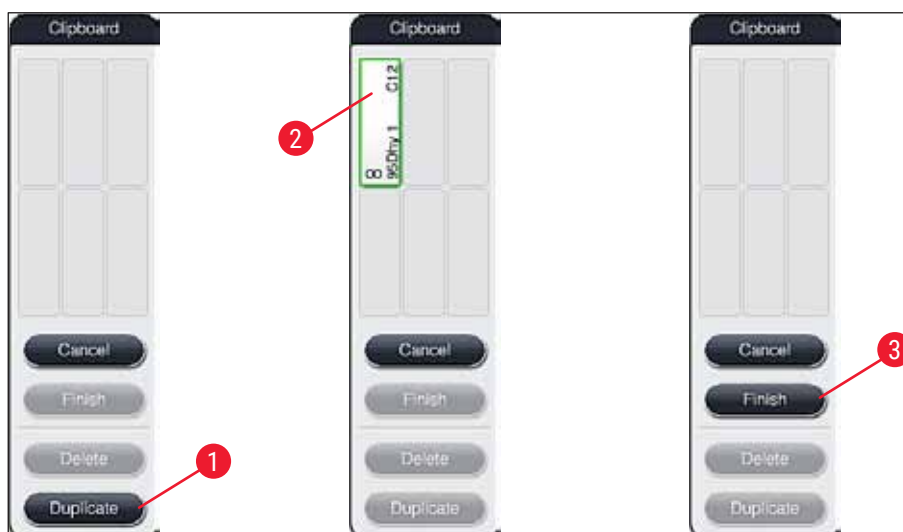 Clipboard
Cancel
Finish
Delete
Duplicate
1
Clipboard
C12
95Dhy 1
8
2
Cancel
Finish
Delete
Duplicate
Clipboard
Cancel
Finish
3
Delete
Duplicate